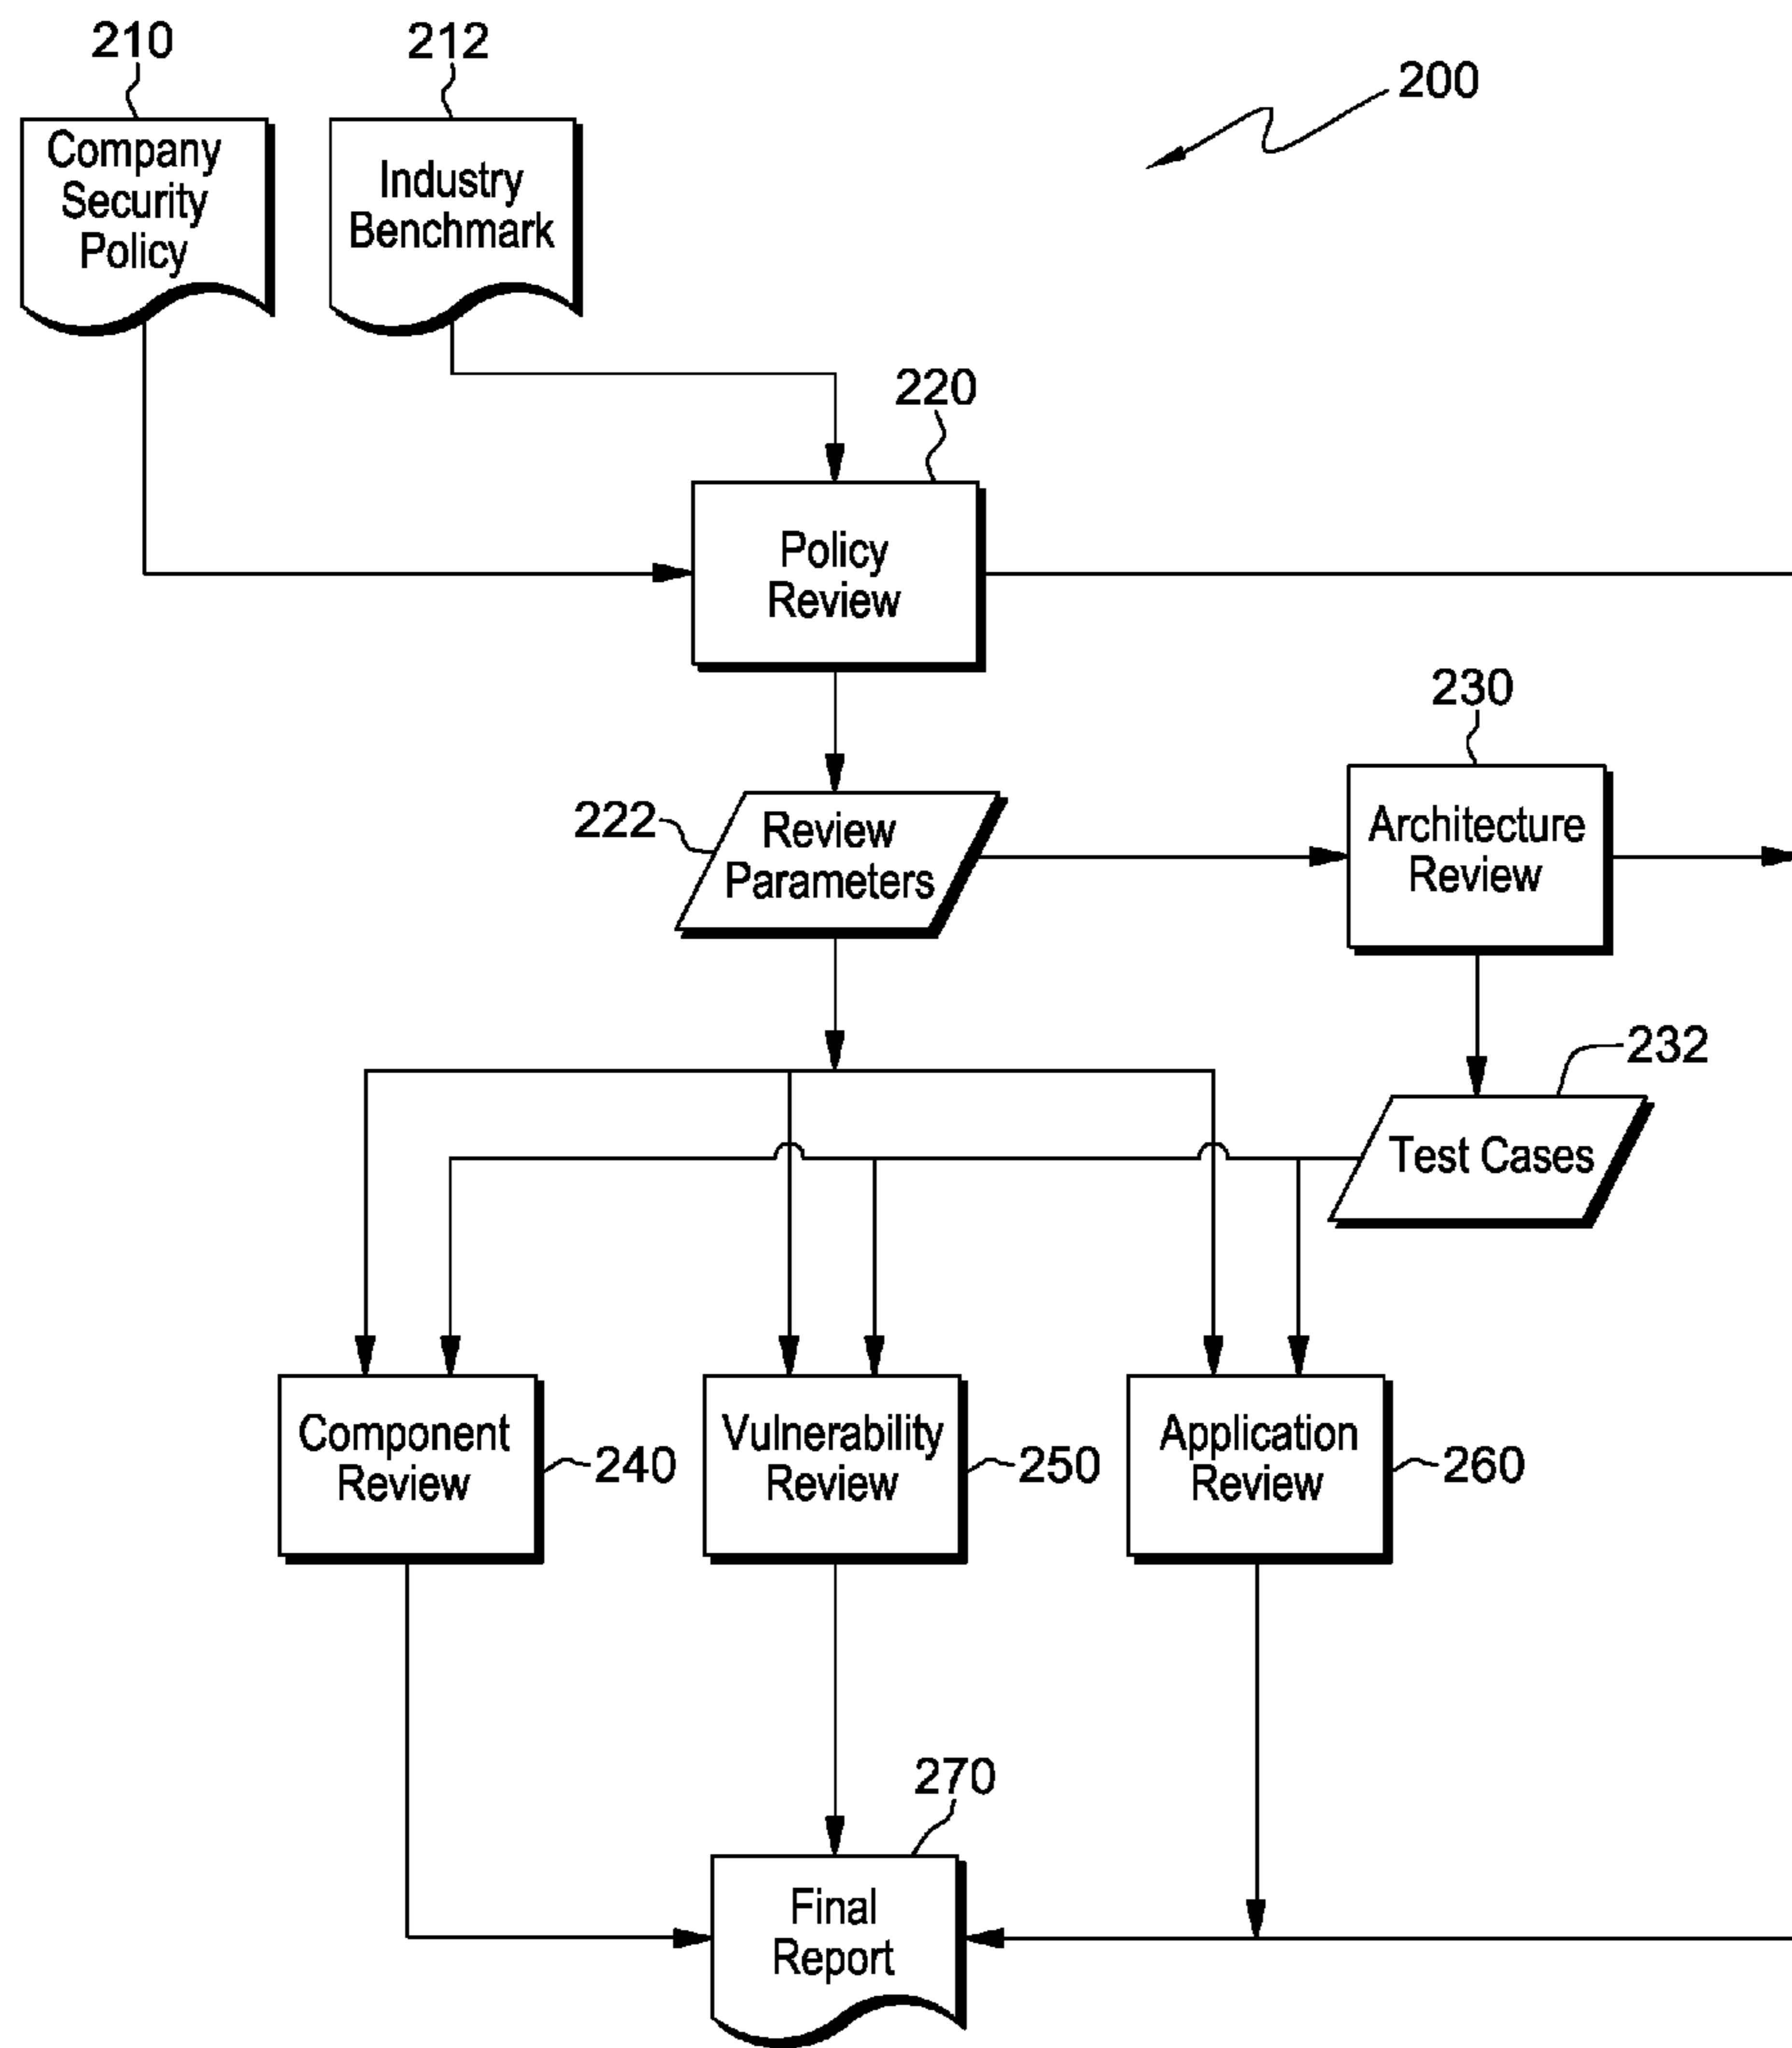 210
212
200
Company
Security
Policy
Industry
Benchmark
220
Policy
Review
230
222
Review
Parameters
Architecture
Review
232
Test Cases
Component
Review
240
Vulnerability
Review
250
Application
Review
260
270
Final
Report